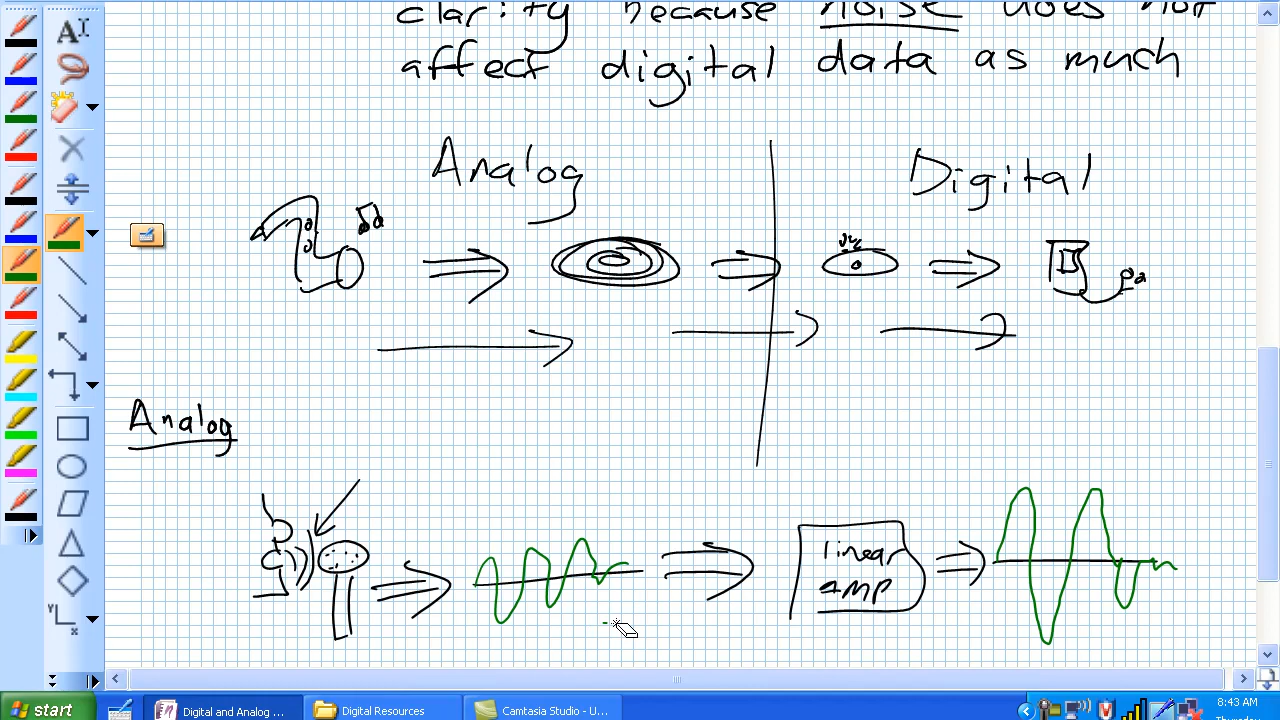 clarity because noise does not
affect digital data as much
Analog
Digital
Analog
linear
amp
start
Digital and Analog ...
Digital Resources
Camtasia Studio - U...
8:43 AM
Thursday